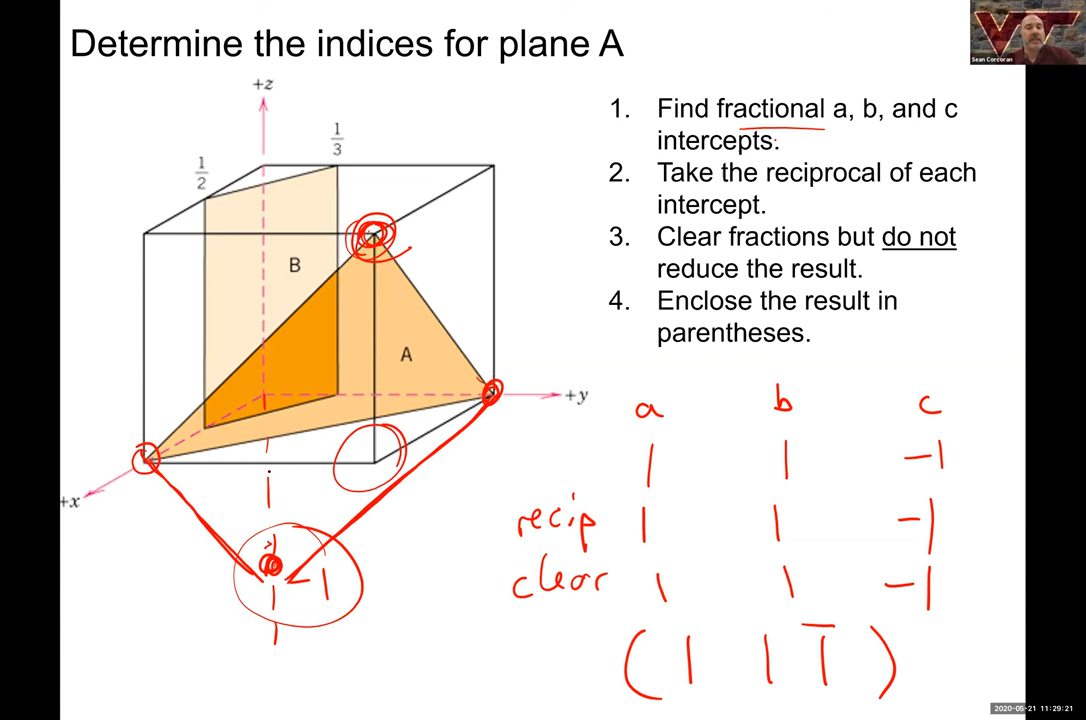 Determine the indices for plane A
VT
Sean Corcoran
+z
1/3
1/2
B
A
+y
+x
-1
1. Find fractional a, b, and c
intercepts.
2. Take the reciprocal of each
intercept.
3. Clear fractions but do not
reduce the result.
4. Enclose the result in
parentheses.
a b c
1 1 -1
recip 1 1 -1
clear 1 1 -1
(1 1 1̅)
2020-05-21 11:29:21